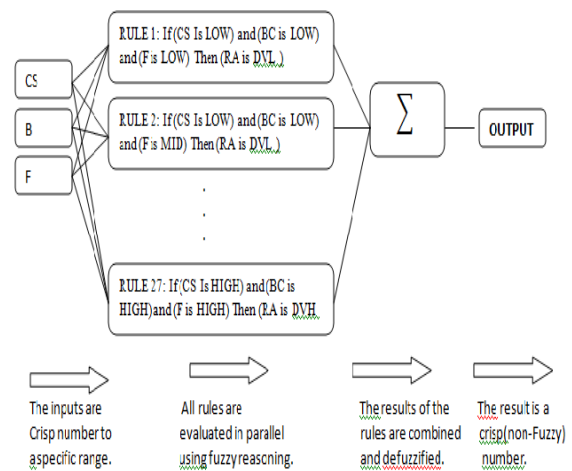 CS
B
F
RULE 1: If (CS Is LOW) and (BC is LOW)
and (F is LOW) Then (RA is DVL )
RULE 2: If (CS Is LOW) and (BC is LOW)
and (F is MID) Then (RA is DVL )
.
.
.
RULE 27: If (CS Is HIGH) and (BC is
HIGH) and (F is HIGH) Then (RA is DVH
∑
OUTPUT
The inputs are
Crisp number to
a specific range.
All rules are
evaluated in parallel
using fuzzy reascning.
The results of the
rules are combined
and defuzzified.
The result is a
crisp(non-Fuzzy)
number.